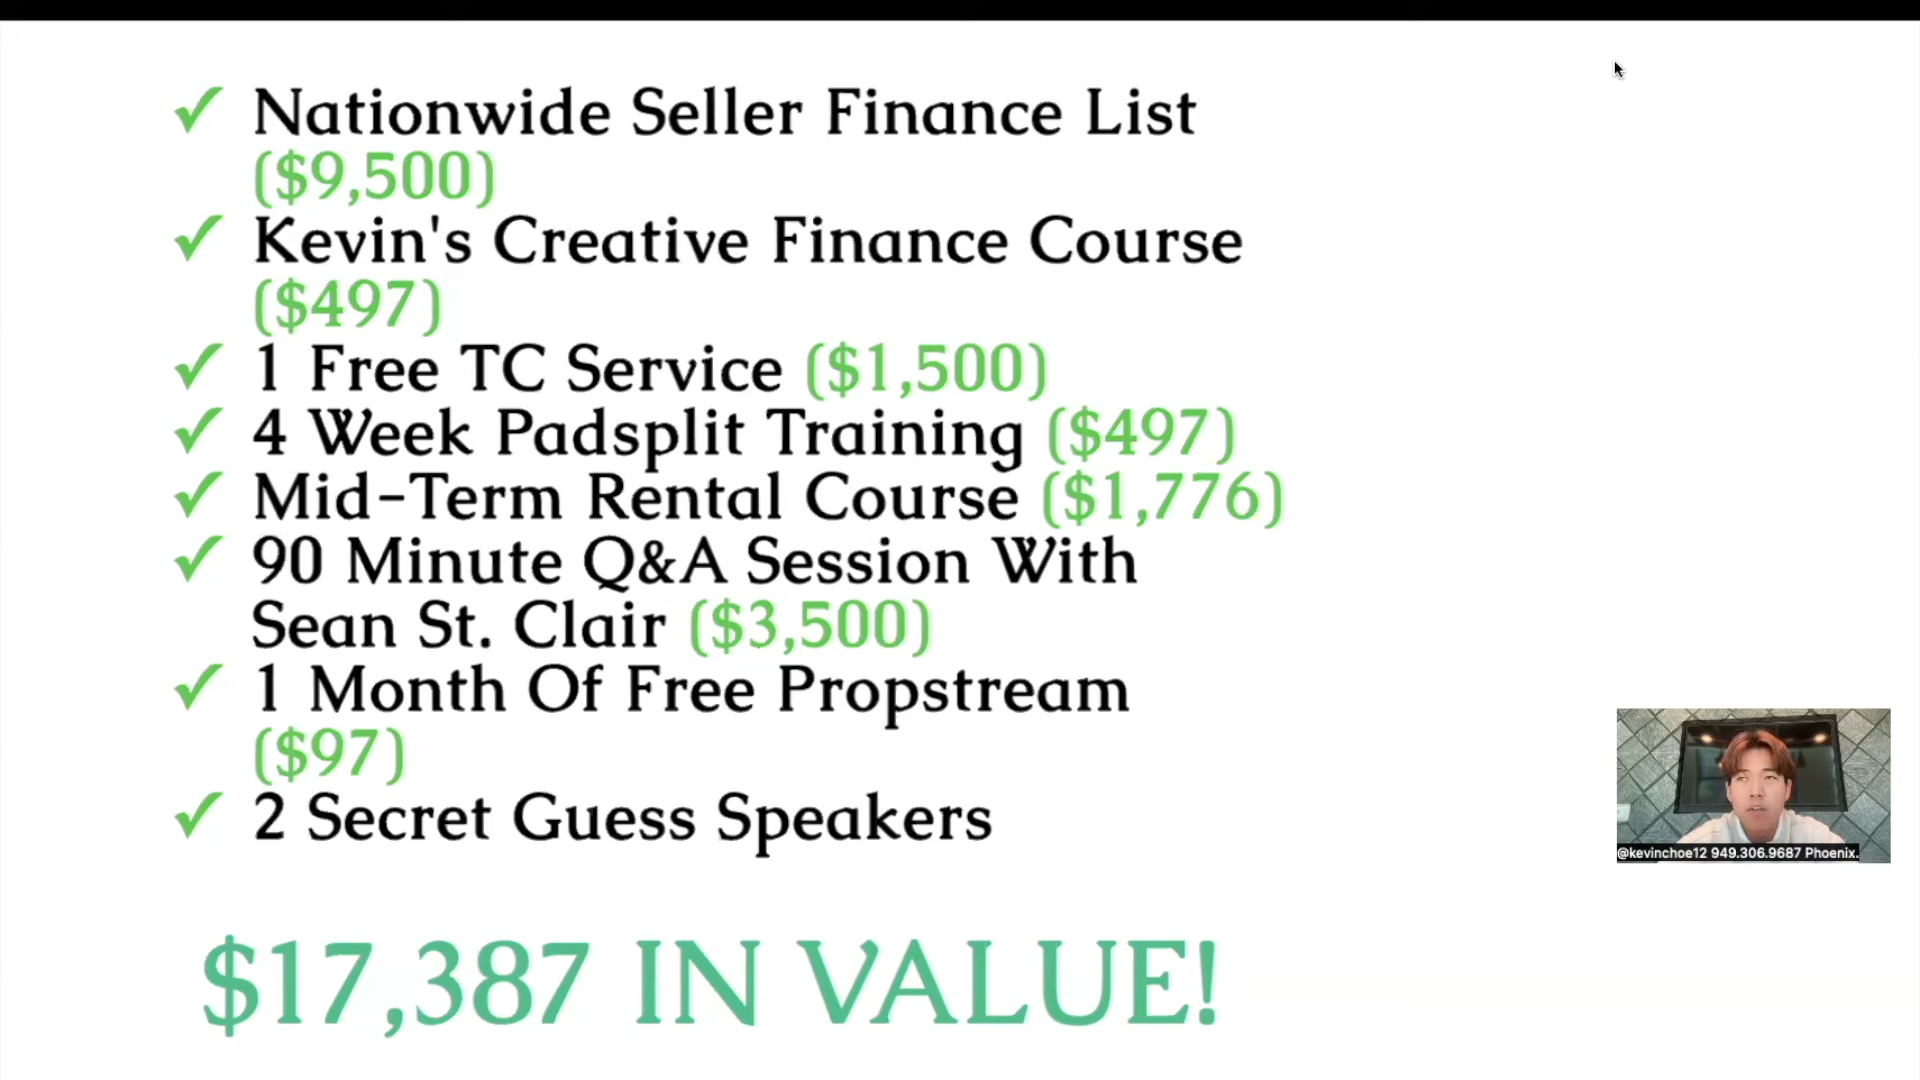 ✓ Nationwide Seller Finance List
($9,500)
✓ Kevin's Creative Finance Course
($497)
✓ 1 Free TC Service ($1,500)
✓ 4 Week Padsplit Training ($497)
✓ Mid-Term Rental Course ($1,776)
✓ 90 Minute Q&A Session With
Sean St. Clair ($3,500)
✓ 1 Month Of Free Propstream
($97)
✓ 2 Secret Guess Speakers
@kevinchoe12 949.306.9687 Phoenix.
$17,387 IN VALUE!